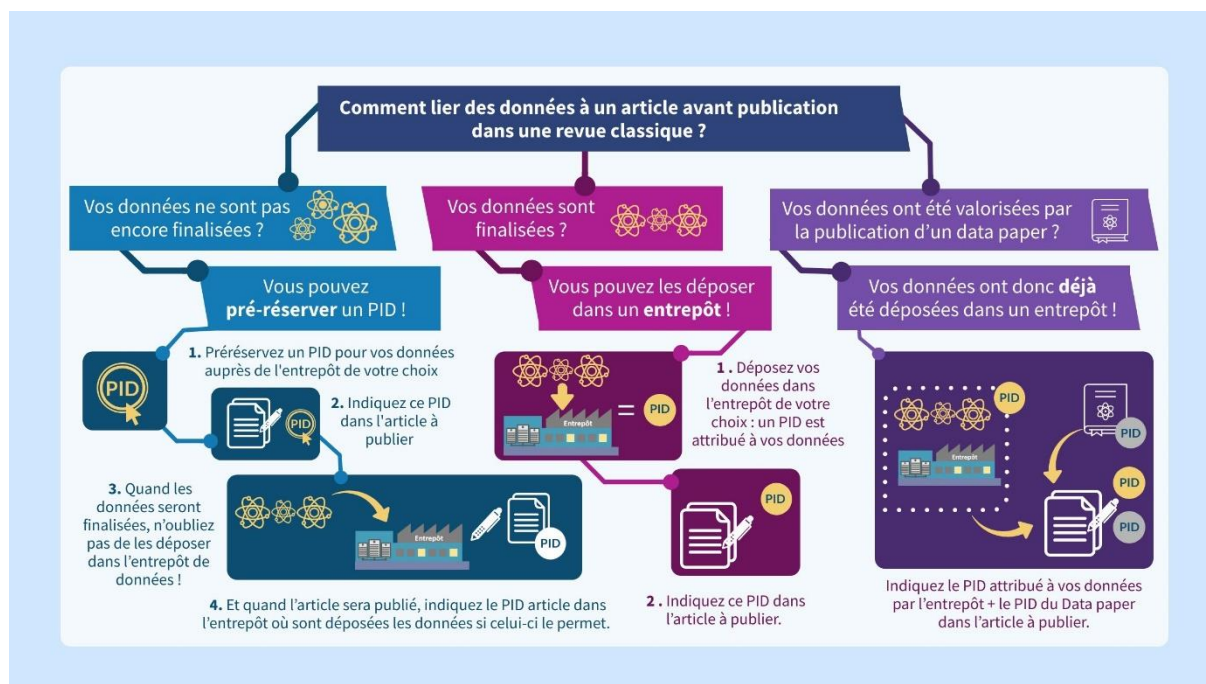 Comment lier des données à un article avant publication
dans une revue classique ?
Vos données ne sont pas
encore finalisées ?
Vous pouvez
pré-réserver un PID !
1. Préréservez un PID pour vos données
auprès de l'entrepôt de votre choix
PID
2. Indiquez ce PID
dans l'article à
publier
PID
3. Quand les
données seront
finalisées, n'oubliez
pas de les déposer
dans l'entrepôt de
données !
Entrepôt
PID
4. Et quand l'article sera publié, indiquez le PID article dans
l'entrepôt où sont déposées les données si celui-ci le permet.
Vos données sont
finalisées ?
Vous pouvez les déposer
dans un entrepôt !
Entrepôt
=
PID
1 . Déposez vos
données dans
l'entrepôt de votre
choix : un PID est
attribué à vos données
PID
2 . Indiquez ce PID dans
l'article à publier.
Vos données ont été valorisées par
la publication d'un data paper ?
Vos données ont donc déjà
été déposées dans un entrepôt !
PID
Entrepôt
PID
PID
PID
Indiquez le PID attribué à vos données
par l'entrepôt + le PID du Data paper
dans l'article à publier.